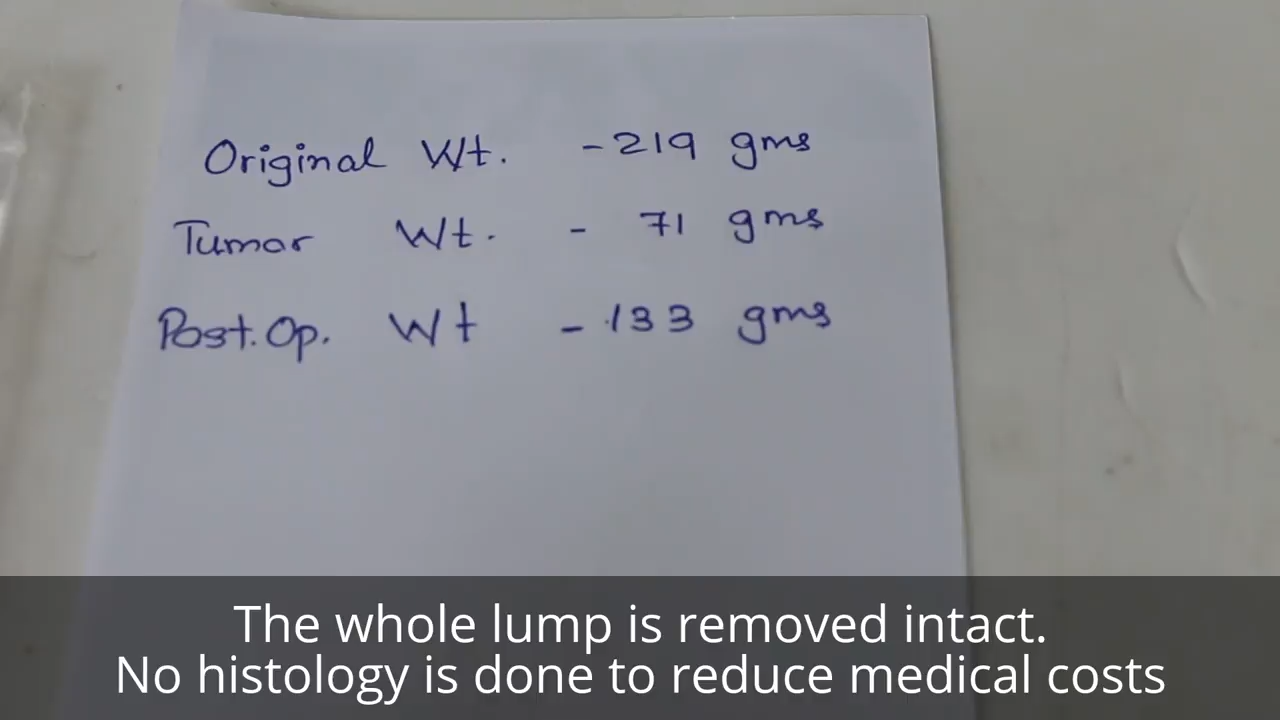 Original Wt. - 219 gms
Tumor Wt. - 71 gms
Post. Op. Wt - 133 gms
The whole lump is removed intact.
No histology is done to reduce medical costs